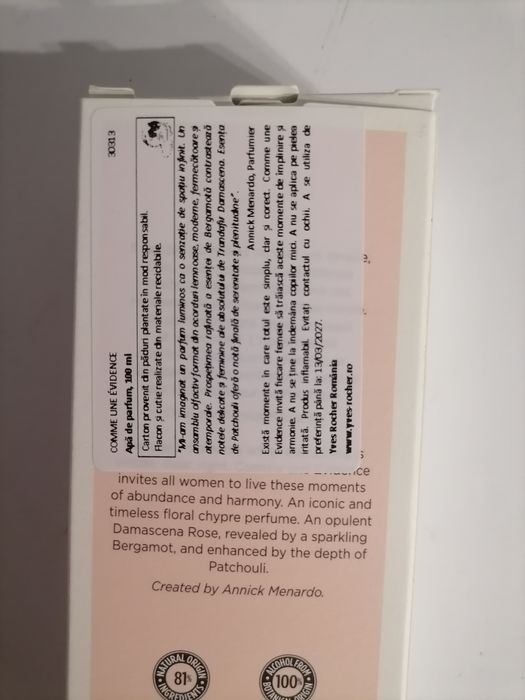 COMME UNE ÉVIDENCE 30313
Apă de parfum, 100 ml
Carton provenit din păduri plantate în mod responsabil.
Flacon și cutie realizate din materiale reciclabile.
"Mi-am imaginat un parfum luminos ca o senzație de spațiu infinit. Un
ansamblu olfactiv format din acorduri lemnoase, moderne, fermecătoare și
atemporale. Prospețimea rafinată a esenței de Bergamotă contrastează
notele delicate și feminine ale absolutului de Trandafir Damascena. Esența
de Patchouli oferă o notă finală de serenitate și plenitudine".
Annick Menardo, Parfumier
Există momente în care totul este simplu, clar și corect. Comme une
Evidence invită fiecare femeie să trăiască aceste momente de împlinire și
armonie. A nu se ține la îndemâna copiilor mici. A nu se aplica pe pielea
iritată. Produs inflamabil. Evitați contactul cu ochii. A se utiliza de
preferință până la: 13/03/2027.
Yves Rocher România
www.yves-rocher.ro
invites all women to live these moments
of abundance and harmony. An iconic and
timeless floral chypre perfume. An opulent
Damascena Rose, revealed by a sparkling
Bergamot, and enhanced by the depth of
Patchouli.
Created by Annick Menardo.
NATURAL ORIGIN
81%
INGREDIENTS
ALCOHOL FROM
100%